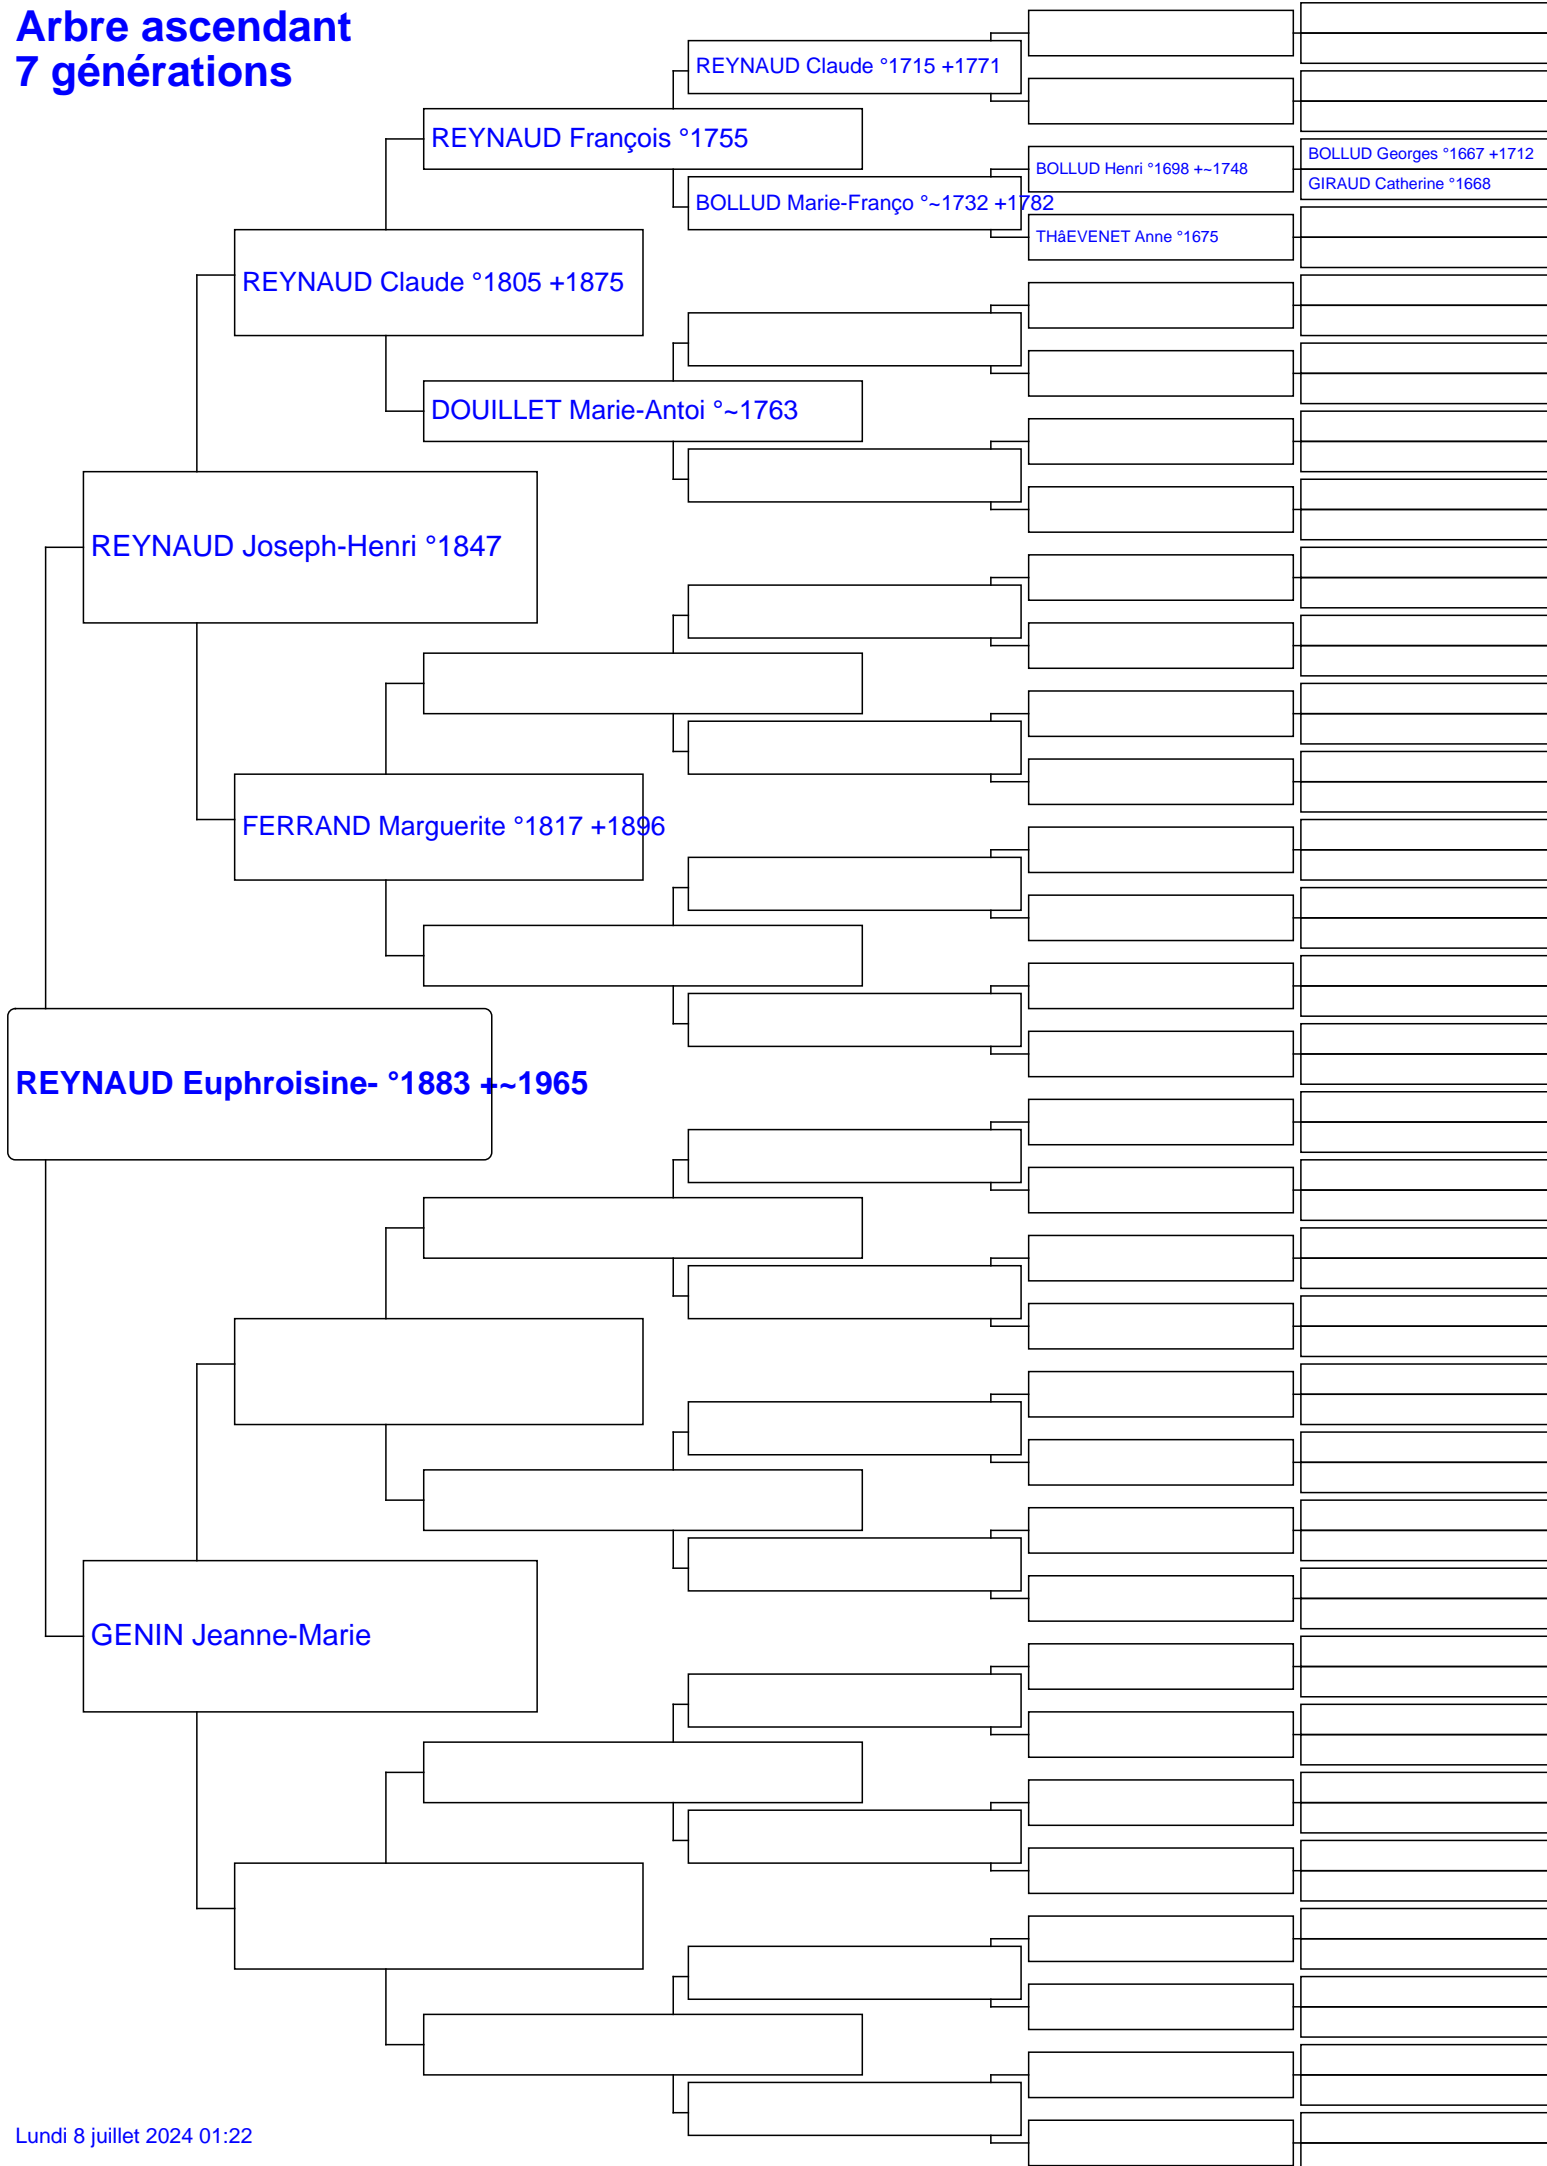 Arbre ascendant
7 générations
REYNAUD Claude °1715 +1771
REYNAUD François °1755
BOLLUD Georges °1667 +1712
BOLLUD Henri °1698 +~1748
GIRAUD Catherine °1668
BOLLUD Marie-Franço °~1732 +1782
THâEVENET Anne °1675
REYNAUD Claude °1805 +1875
DOUILLET Marie-Antoi °~1763
REYNAUD Joseph-Henri °1847
FERRAND Marguerite °1817 +1896
REYNAUD Euphroisine- °1883 +~1965
GENIN Jeanne-Marie
Lundi 8 juillet 2024 01:22